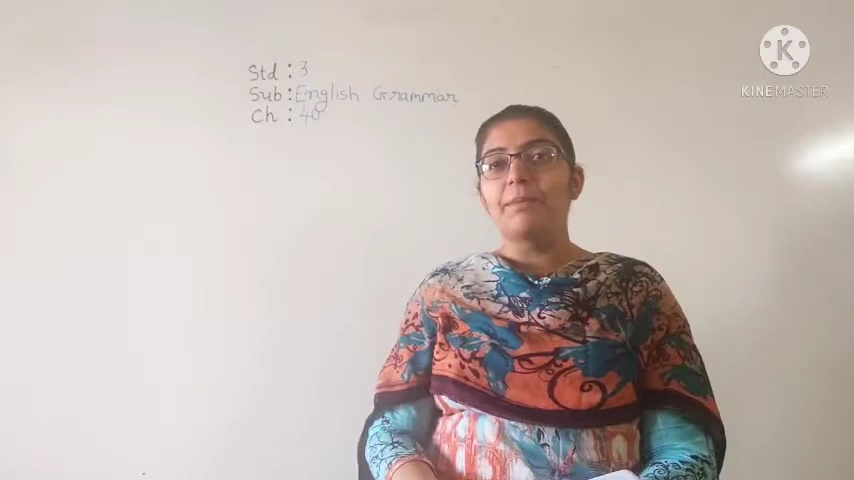 Std : 3
Sub : English Grammar
Ch : 40
K
KINEMASTER